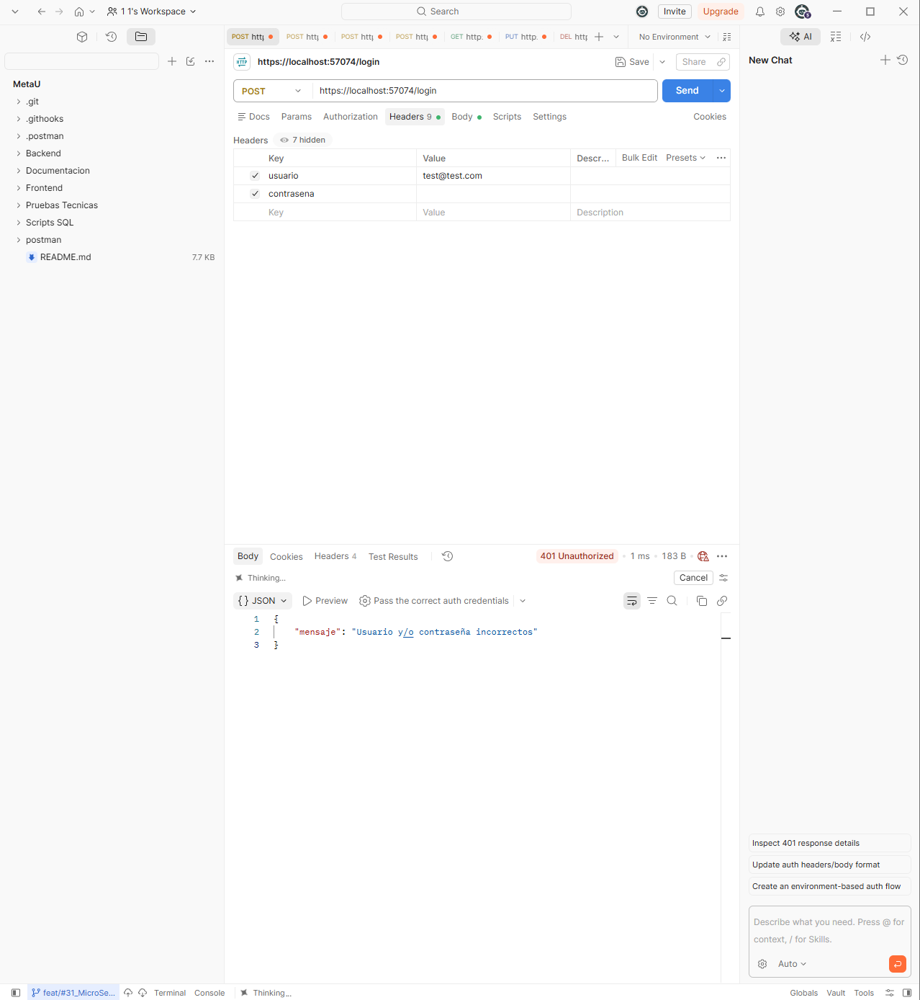 1 1's Workspace
Search
Invite
Upgrade
POST http
POST http
POST http
POST http
GET http.
PUT http.
DEL http
No Environment
AI
https://localhost:57074/login
Save
Share
New Chat
MetaU
.git
.githooks
.postman
Backend
Documentacion
Frontend
Pruebas Tecnicas
Scripts SQL
postman
README.md 7.7 KB
POST https://localhost:57074/login
Send
Docs Params Authorization Headers 9 Body Scripts Settings Cookies
Headers 7 hidden
Key Value Descr... Bulk Edit Presets
usuario test@test.com
contrasena
Key Value Description
Body Cookies Headers 4 Test Results 401 Unauthorized 1 ms 183 B
Thinking... Cancel
{} JSON Preview Pass the correct auth credentials
1 {
2 "mensaje": "Usuario y/o contraseña incorrectos"
3 }
Inspect 401 response details
Update auth headers/body format
Create an environment-based auth flow
Describe what you need. Press @ for
context, / for Skills.
Auto
feat/#31_MicroSe... Terminal Console Thinking... Globals Vault Tools